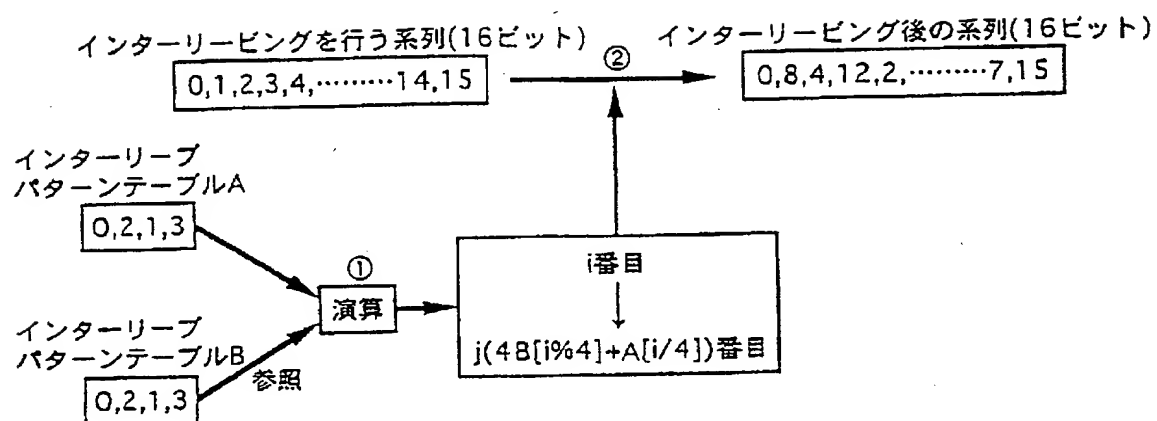 インターリービングを行う系列(16ビット)
インターリービング後の系列(16ビット)
0,1,2,3,4,………14,15
②
0,8,4,12,2,………7,15
インターリーブ
パターンテーブルA
0,2,1,3
①
演算
i番目
j(4B[i%4]+A[i/4])番目
インターリーブ
パターンテーブルB
参照
0,2,1,3